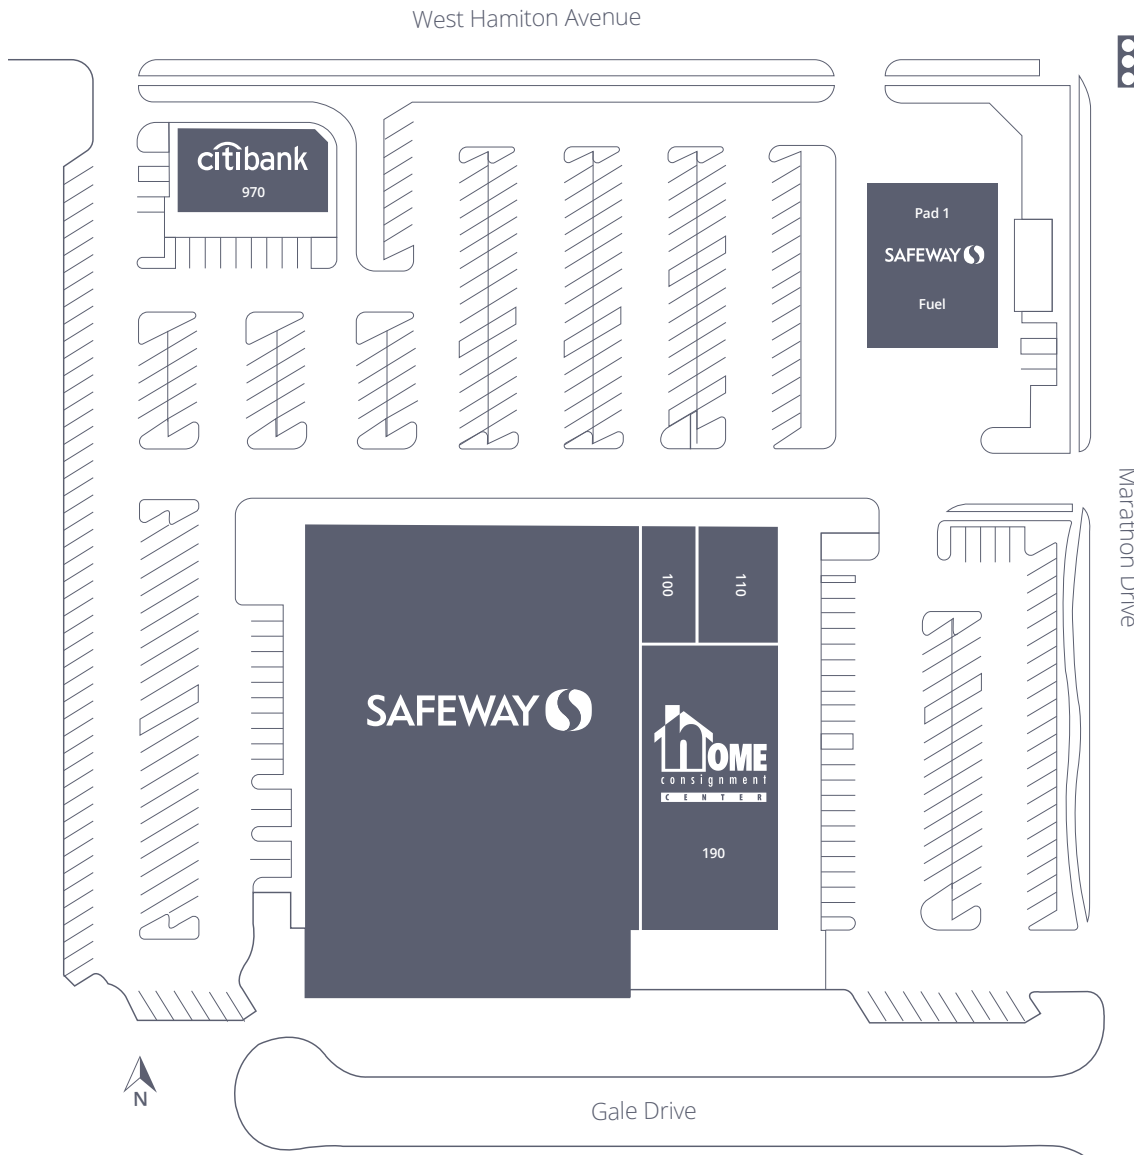 West Hamiton Avenue
citibank
970
Pad 1
SAFEWAY
Fuel
Marathon Drive
100
110
SAFEWAY
hOME
consignment
CENTER
190
N
Gale Drive